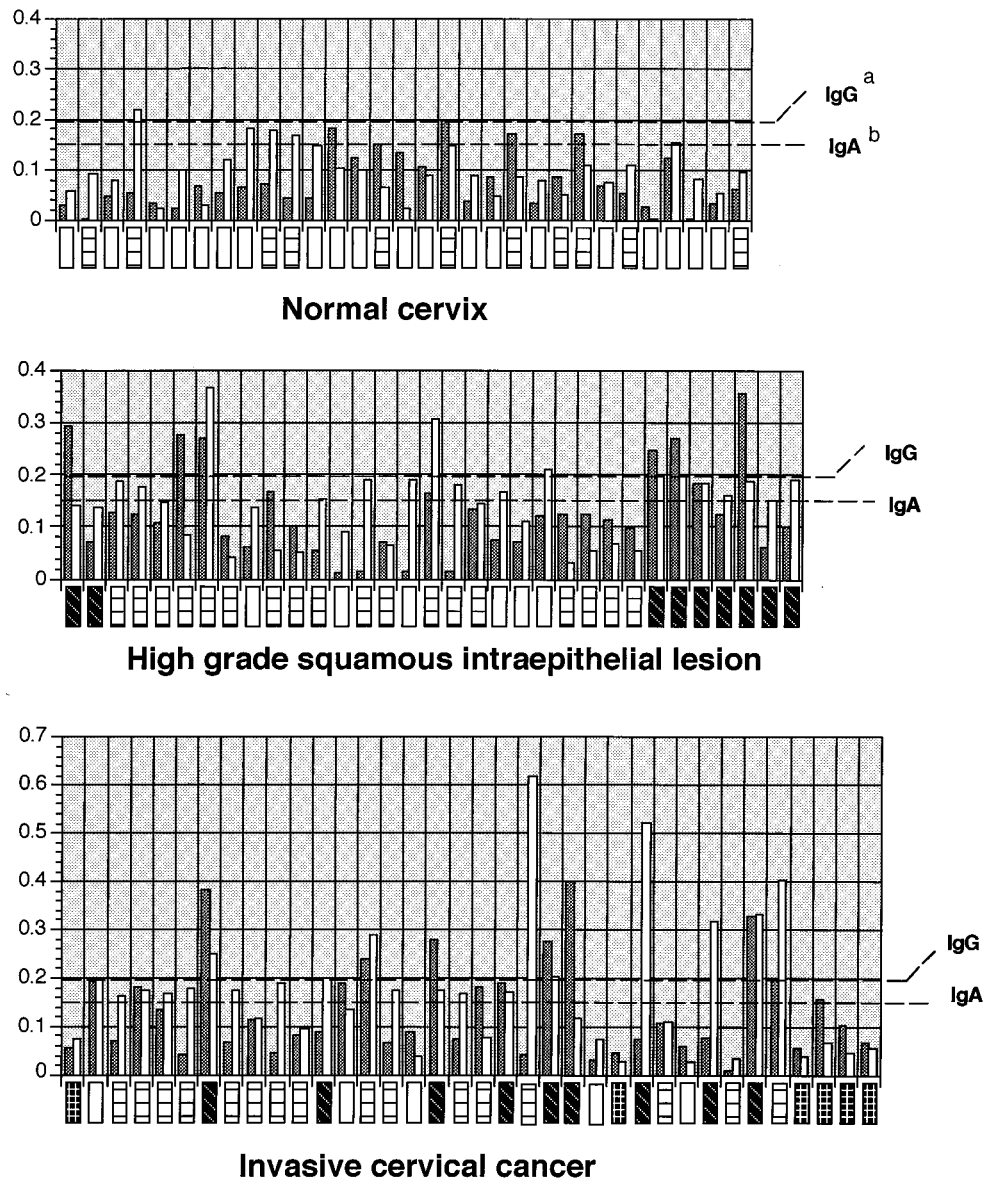 0.4
0.3
0.2
0.1
0
IgG a
IgA b
Normal cervix
0.4
0.3
0.2
0.1
0
IgG
IgA
High grade squamous intraepithelial lesion
0.7
0.6
0.5
0.4
0.3
0.2
0.1
0
IgG
IgA
Invasive cervical cancer